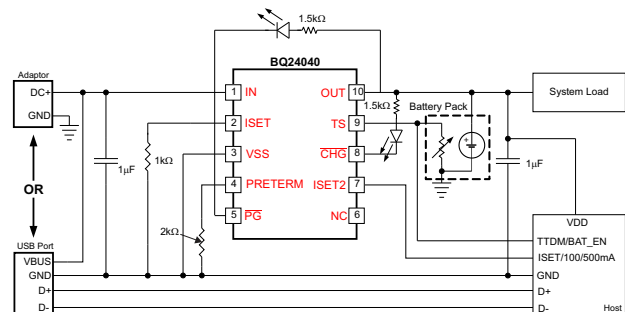 1.5kΩ
BQ24040
Adaptor
DC+
GND
OR
USB Port
VBUS
GND
D+
D-
1μF
1kΩ
2kΩ
1 IN
2 ISET
3 VSS
4 PRETERM
5 PG
OUT 10
TS 9
CHG 8
ISET2 7
NC 6
1.5kΩ
Battery Pack
+
1μF
System Load
VDD
TTDM/BAT_EN
ISET/100/500mA
GND
D+
D-
Host